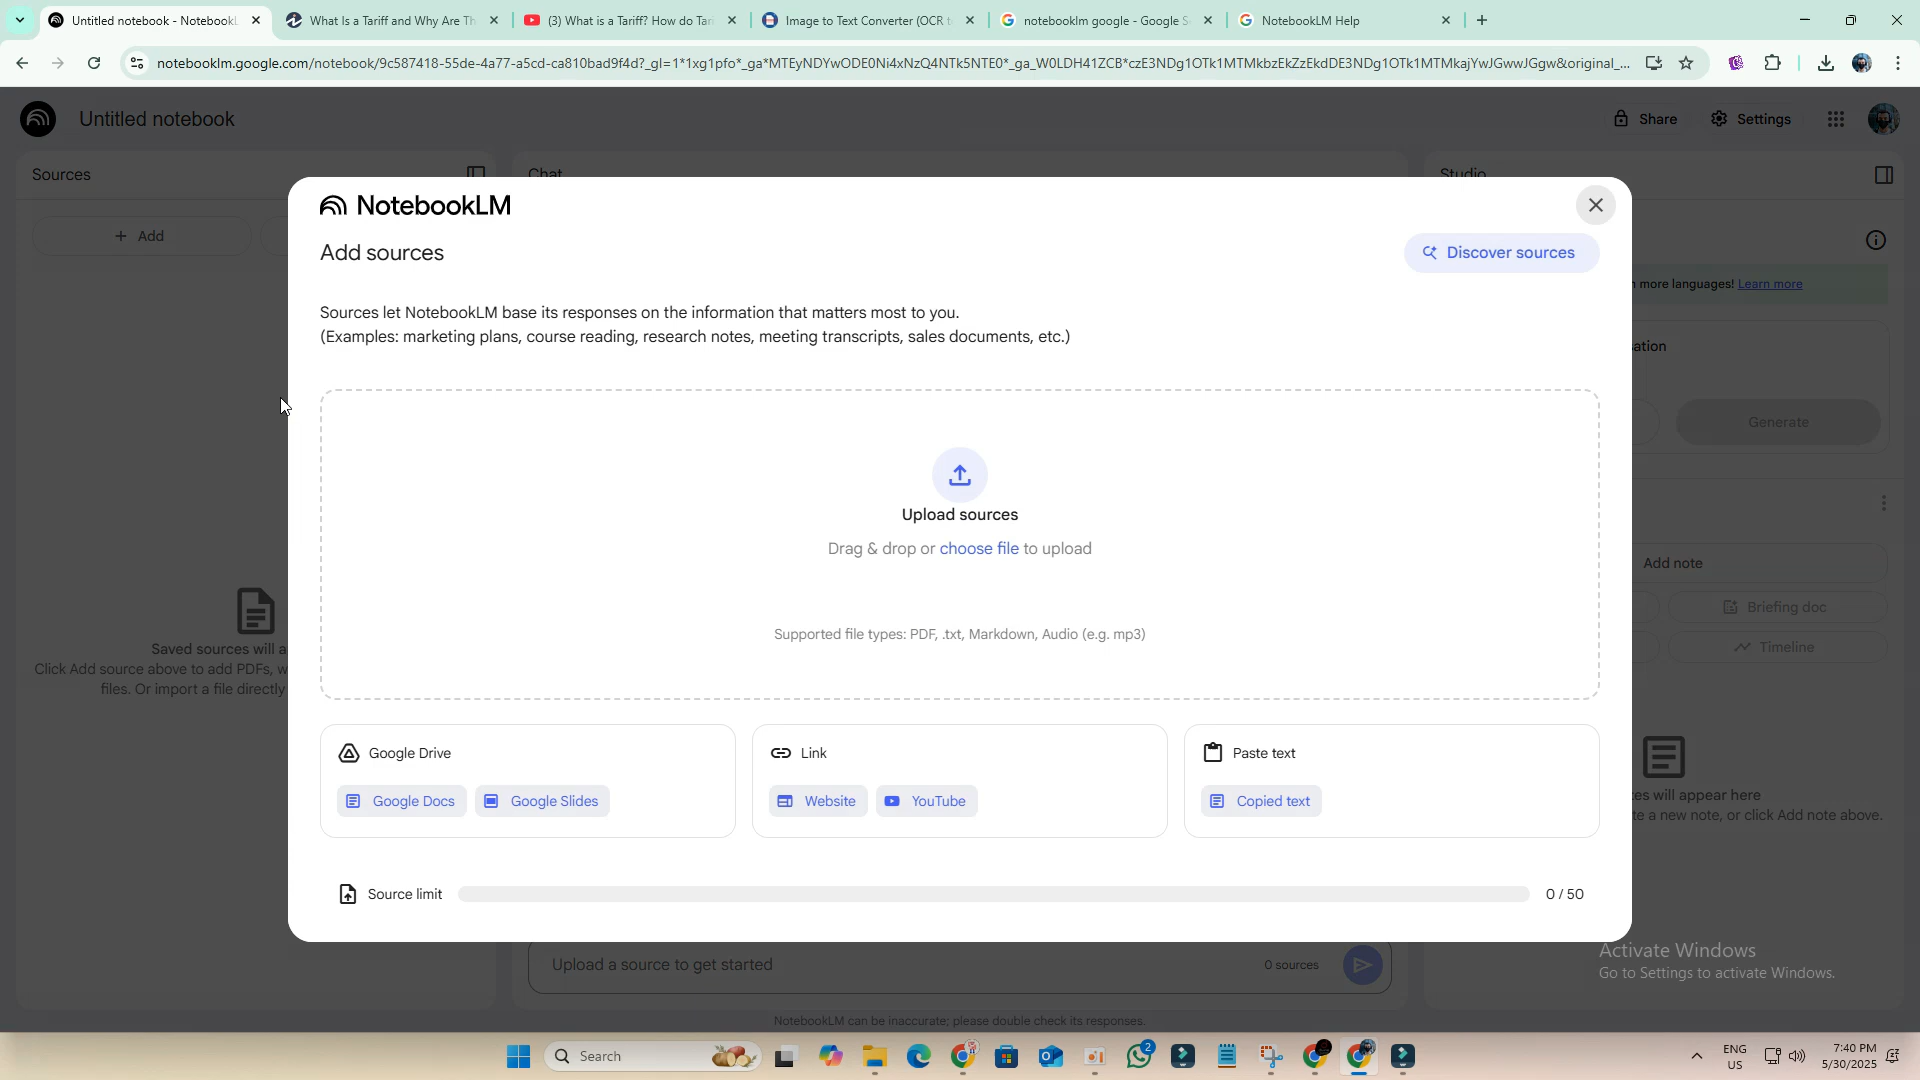 Untitled notebook - NotebookL
What Is a Tariff and Why Are Th
(3) What is a Tariff? How do Tari
Image to Text Converter (OCR t
notebooklm google - Google S
NotebookLM Help
notebooklm.google.com/notebook/9c587418-55de-4a77-a5cd-ca810bad9f4d?_gl=1*1xg1pfo*_ga*MTEyNDYwODE0Ni4xNzQ4NTk5NTE0*_ga_W0LDH41ZCB*czE3NDg1OTk1MTMkbzEkZzEkdDE3NDg1OTk1MTMkajYwJGwwJGgw&original_...
Untitled notebook
Share
Settings
Sources
Chat
Studio
NotebookLM
Add
Add sources
Discover sources
Sources let NotebookLM base its responses on the information that matters most to you.
(Examples: marketing plans, course reading, research notes, meeting transcripts, sales documents, etc.)
more languages! Learn more
Generate
Upload sources
Drag & drop or choose file to upload
Supported file types: PDF, .txt, Markdown, Audio (e.g. mp3)
Add note
Briefing doc
Timeline
Saved sources will a
Click Add source above to add PDFs, w
files. Or import a file directly
Google Drive
Google Docs
Google Slides
Link
Website
YouTube
Paste text
Copied text
es will appear here
te a new note, or click Add note above.
Source limit
0 / 50
Upload a source to get started
0 sources
Activate Windows
Go to Settings to activate Windows.
NotebookLM can be inaccurate; please double check its responses.
Search
2
ENG
US
7:40 PM
5/30/2025